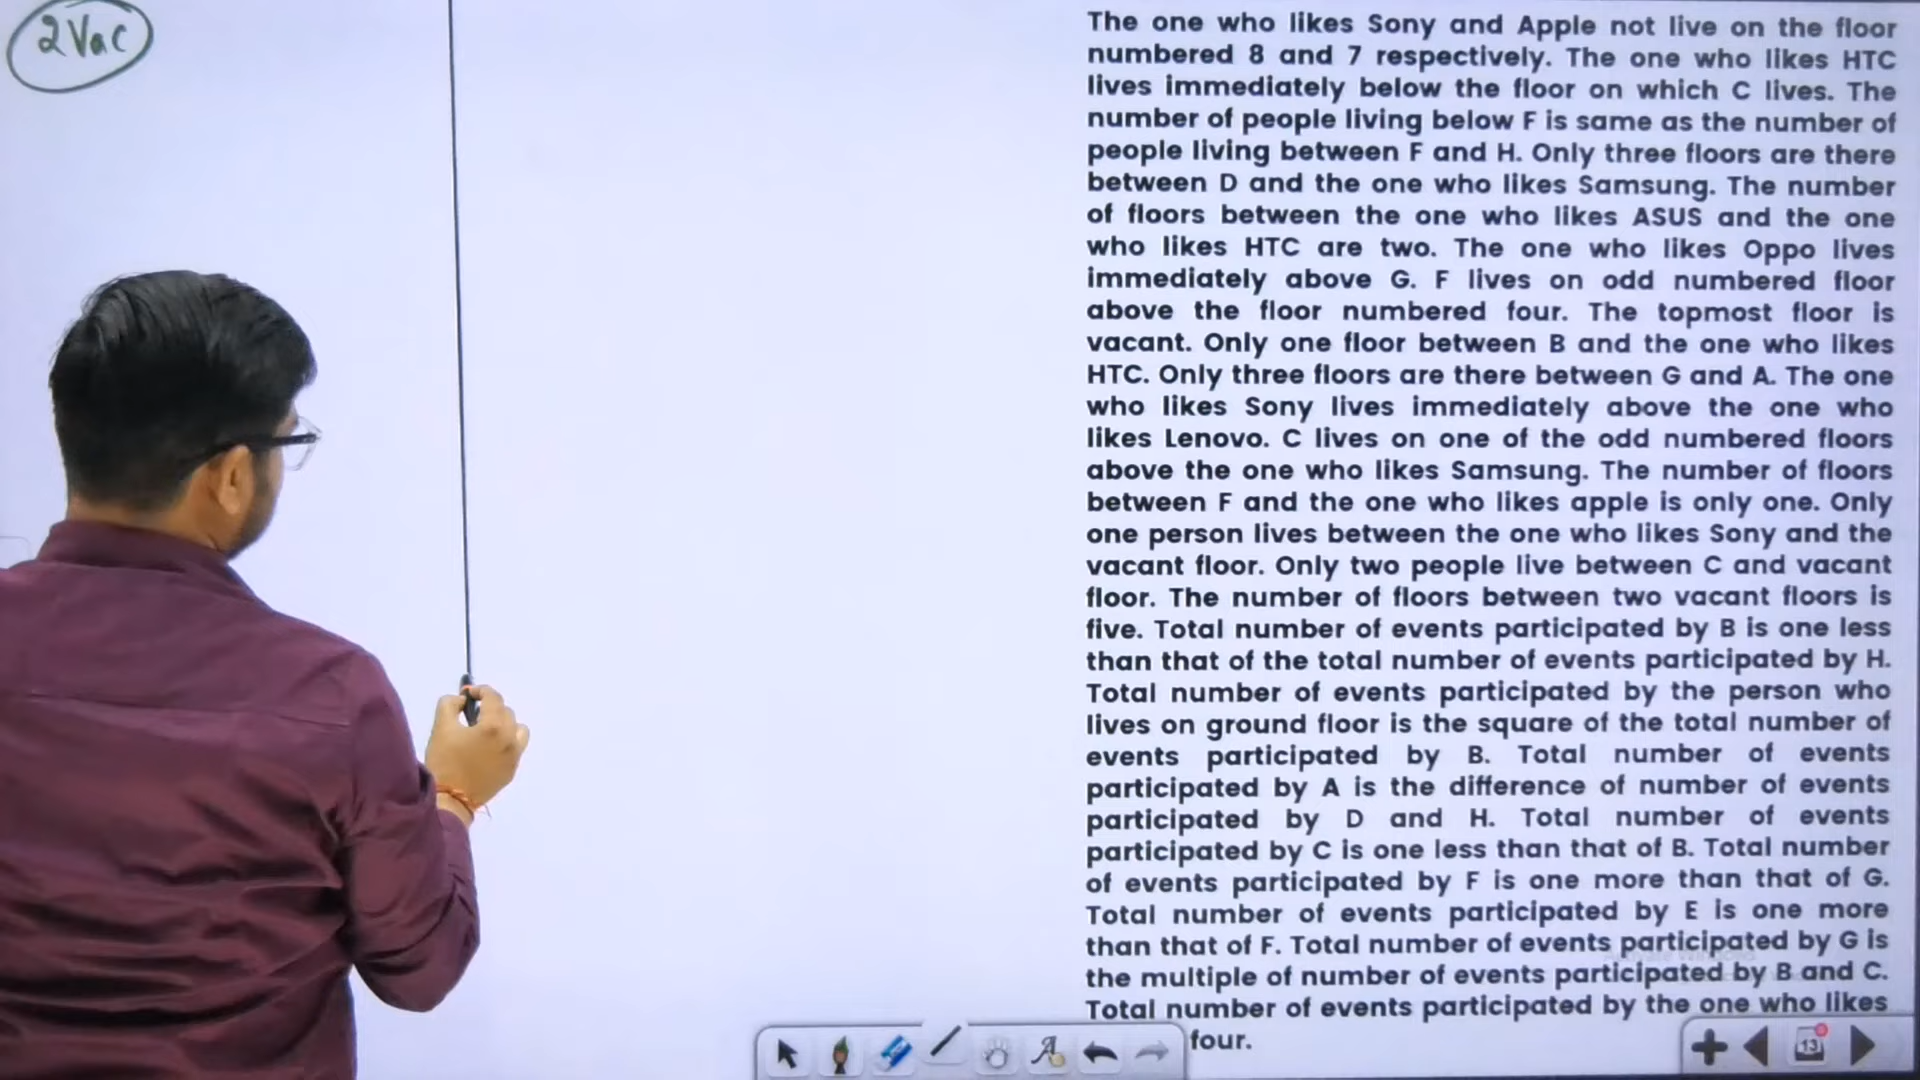 2 Vac
The one who likes Sony and Apple not live on the floor
numbered 8 and 7 respectively. The one who likes HTC
lives immediately below the floor on which C lives. The
number of people living below F is same as the number of
people living between F and H. Only three floors are there
between D and the one who likes Samsung. The number
of floors between the one who likes ASUS and the one
who likes HTC are two. The one who likes Oppo lives
immediately above G. F lives on odd numbered floor
above the floor numbered four. The topmost floor is
vacant. Only one floor between B and the one who likes
HTC. Only three floors are there between G and A. The one
who likes Sony lives immediately above the one who
likes Lenovo. C lives on one of the odd numbered floors
above the one who likes Samsung. The number of floors
between F and the one who likes apple is only one. Only
one person lives between the one who likes Sony and the
vacant floor. Only two people live between C and vacant
floor. The number of floors between two vacant floors is
five. Total number of events participated by B is one less
than that of the total number of events participated by H.
Total number of events participated by the person who
lives on ground floor is the square of the total number of
events participated by B. Total number of events
participated by A is the difference of number of events
participated by D and H. Total number of events
participated by C is one less than that of B. Total number
of events participated by F is one more than that of G.
Total number of events participated by E is one more
than that of F. Total number of events participated by G is
the multiple of number of events participated by B and C.
Total number of events participated by the one who likes
four.
13